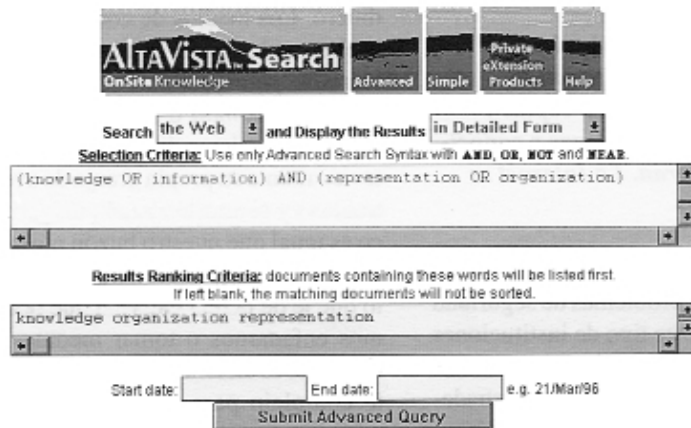 ALTAVISTA™ Search
OnSite Knowledge
Advanced
Simple
Private eXtension Products
Help
Search the Web and Display the Results in Detailed Form
Selection Criteria: Use only Advanced Search Syntax with AND, OR, NOT and NEAR.
(knowledge OR information) AND (representation OR organization)
Results Ranking Criteria: documents containing these words will be listed first.
If left blank, the matching documents will not be sorted.
knowledge organization representation
Start date: End date: e.g. 21/Mar/96
Submit Advanced Query